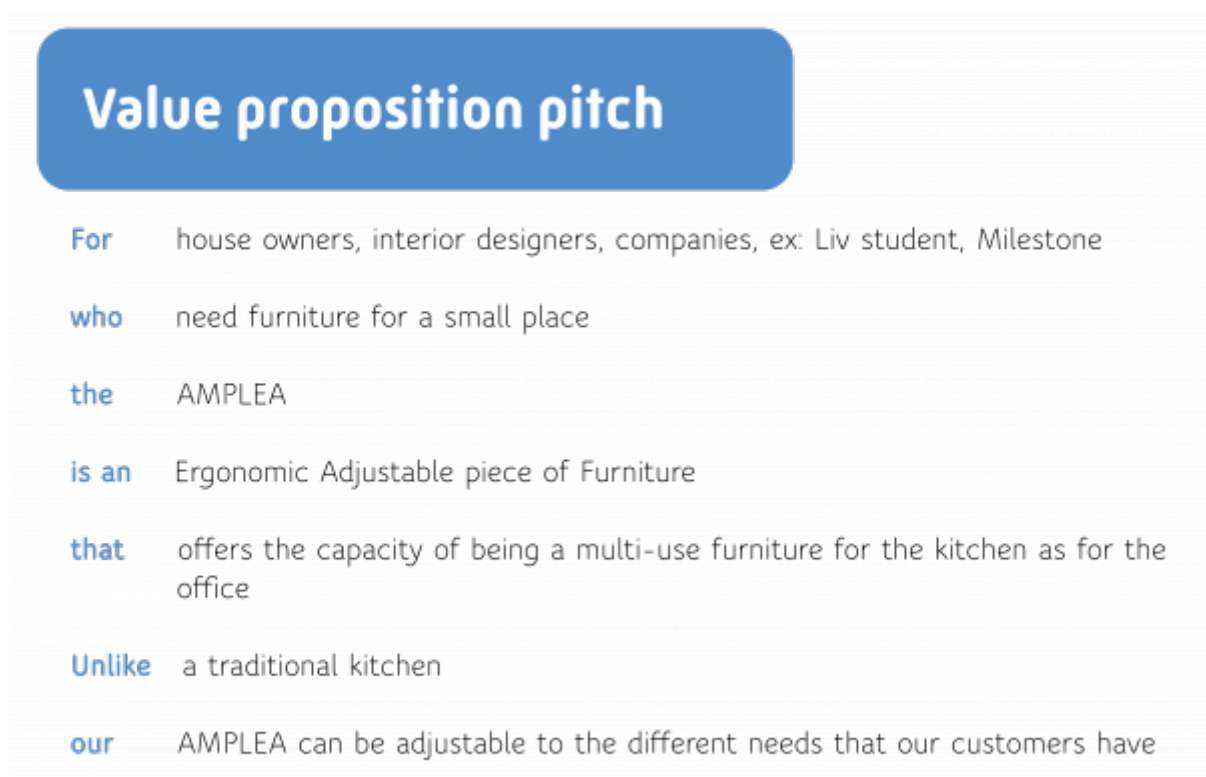 Value proposition pitch
For house owners, interior designers, companies, ex: Liv student, Milestone
who need furniture for a small place
the AMPLEA
is an Ergonomic Adjustable piece of Furniture
that offers the capacity of being a multi-use furniture for the kitchen as for the
office
Unlike a traditional kitchen
our AMPLEA can be adjustable to the different needs that our customers have